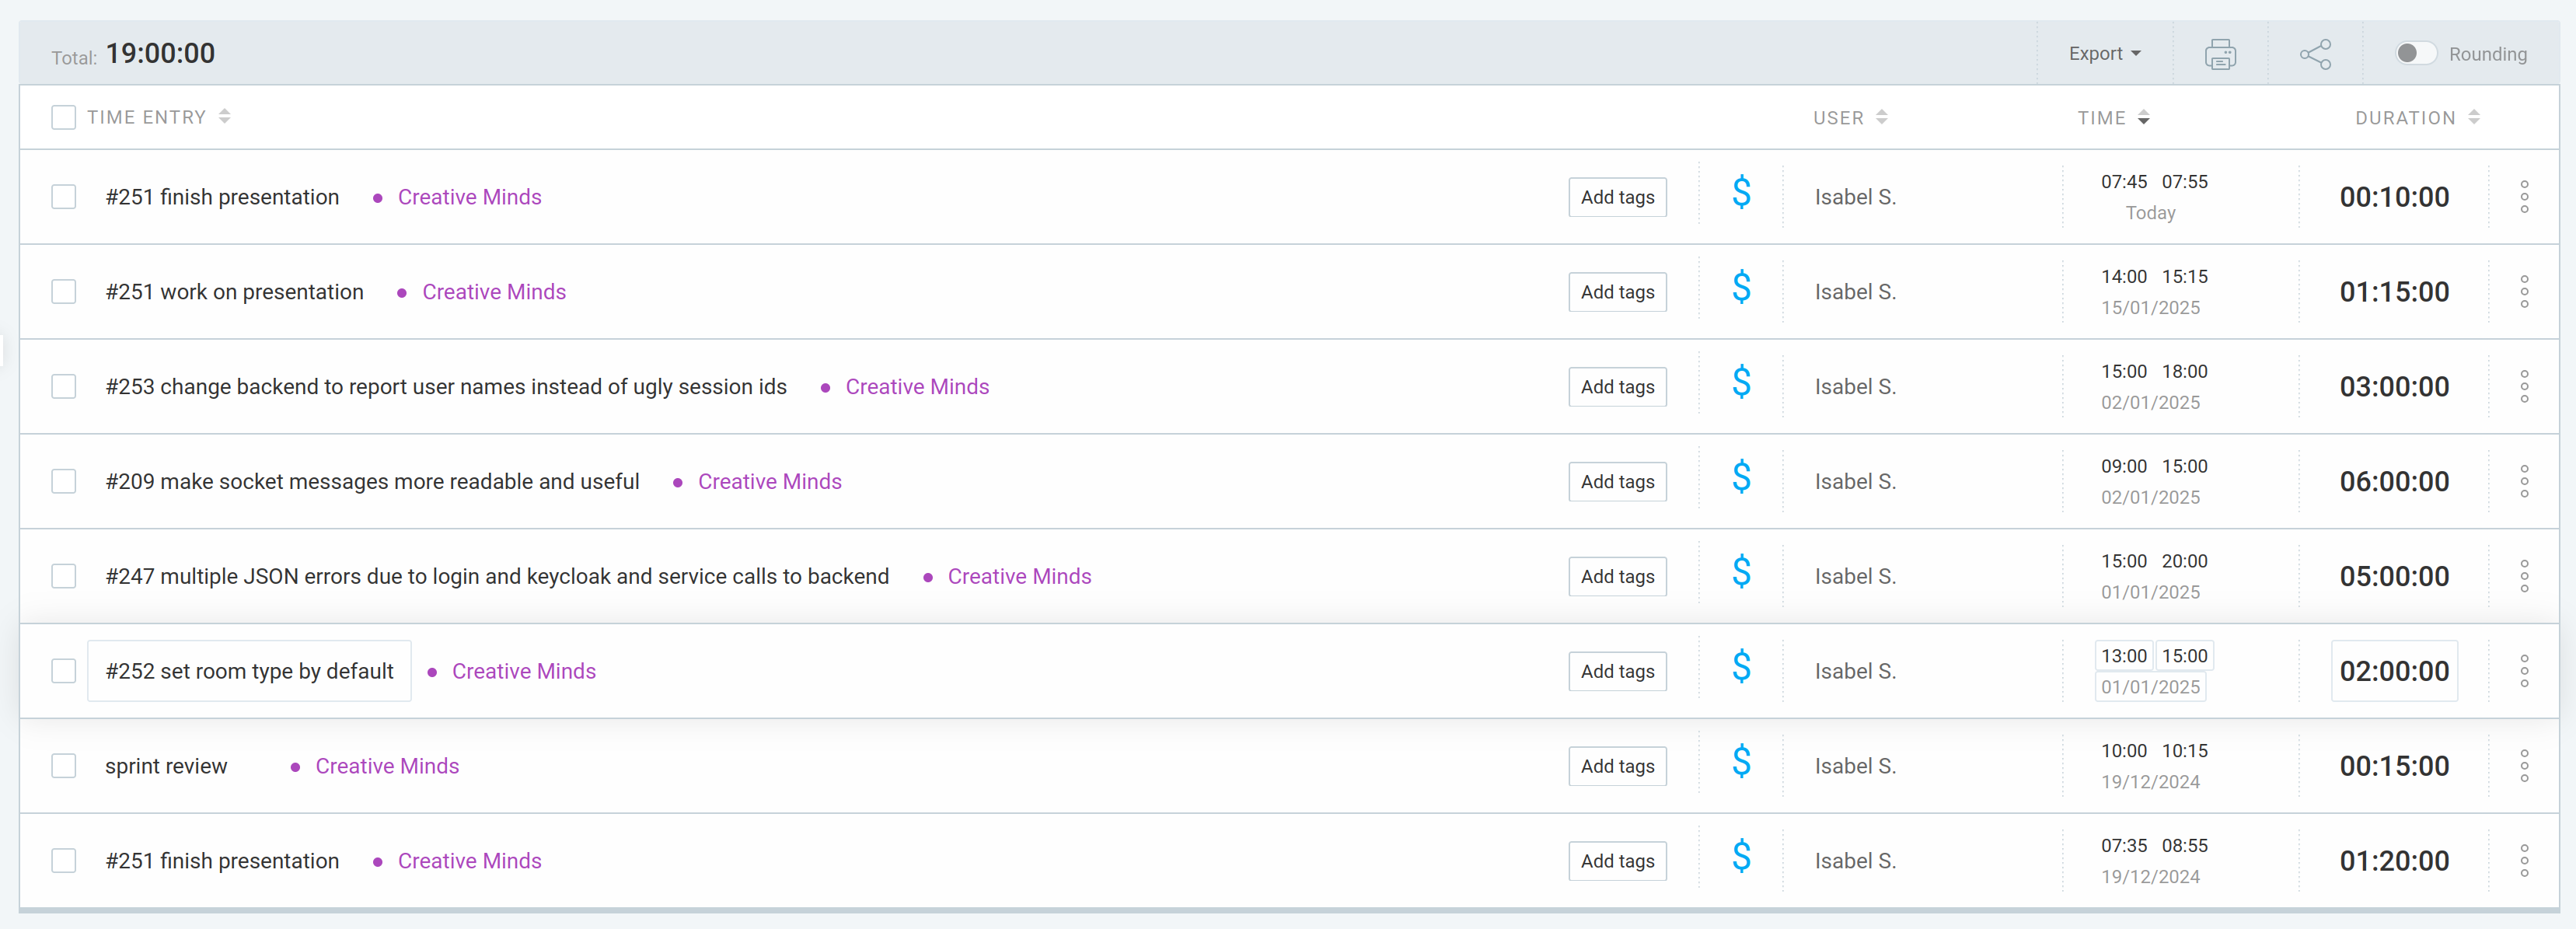 Total: 19:00:00 Export Rounding
TIME ENTRY USER TIME DURATION
#251 finish presentation • Creative Minds Add tags $ Isabel S. 07:45 07:55 00:10:00
Today
#251 work on presentation • Creative Minds Add tags $ Isabel S. 14:00 15:15 01:15:00
15/01/2025
#253 change backend to report user names instead of ugly session ids • Creative Minds Add tags $ Isabel S. 15:00 18:00 03:00:00
02/01/2025
#209 make socket messages more readable and useful • Creative Minds Add tags $ Isabel S. 09:00 15:00 06:00:00
02/01/2025
#247 multiple JSON errors due to login and keycloak and service calls to backend • Creative Minds Add tags $ Isabel S. 15:00 20:00 05:00:00
01/01/2025
#252 set room type by default • Creative Minds Add tags $ Isabel S. 13:00 15:00 02:00:00
01/01/2025
sprint review • Creative Minds Add tags $ Isabel S. 10:00 10:15 00:15:00
19/12/2024
#251 finish presentation • Creative Minds Add tags $ Isabel S. 07:35 08:55 01:20:00
19/12/2024